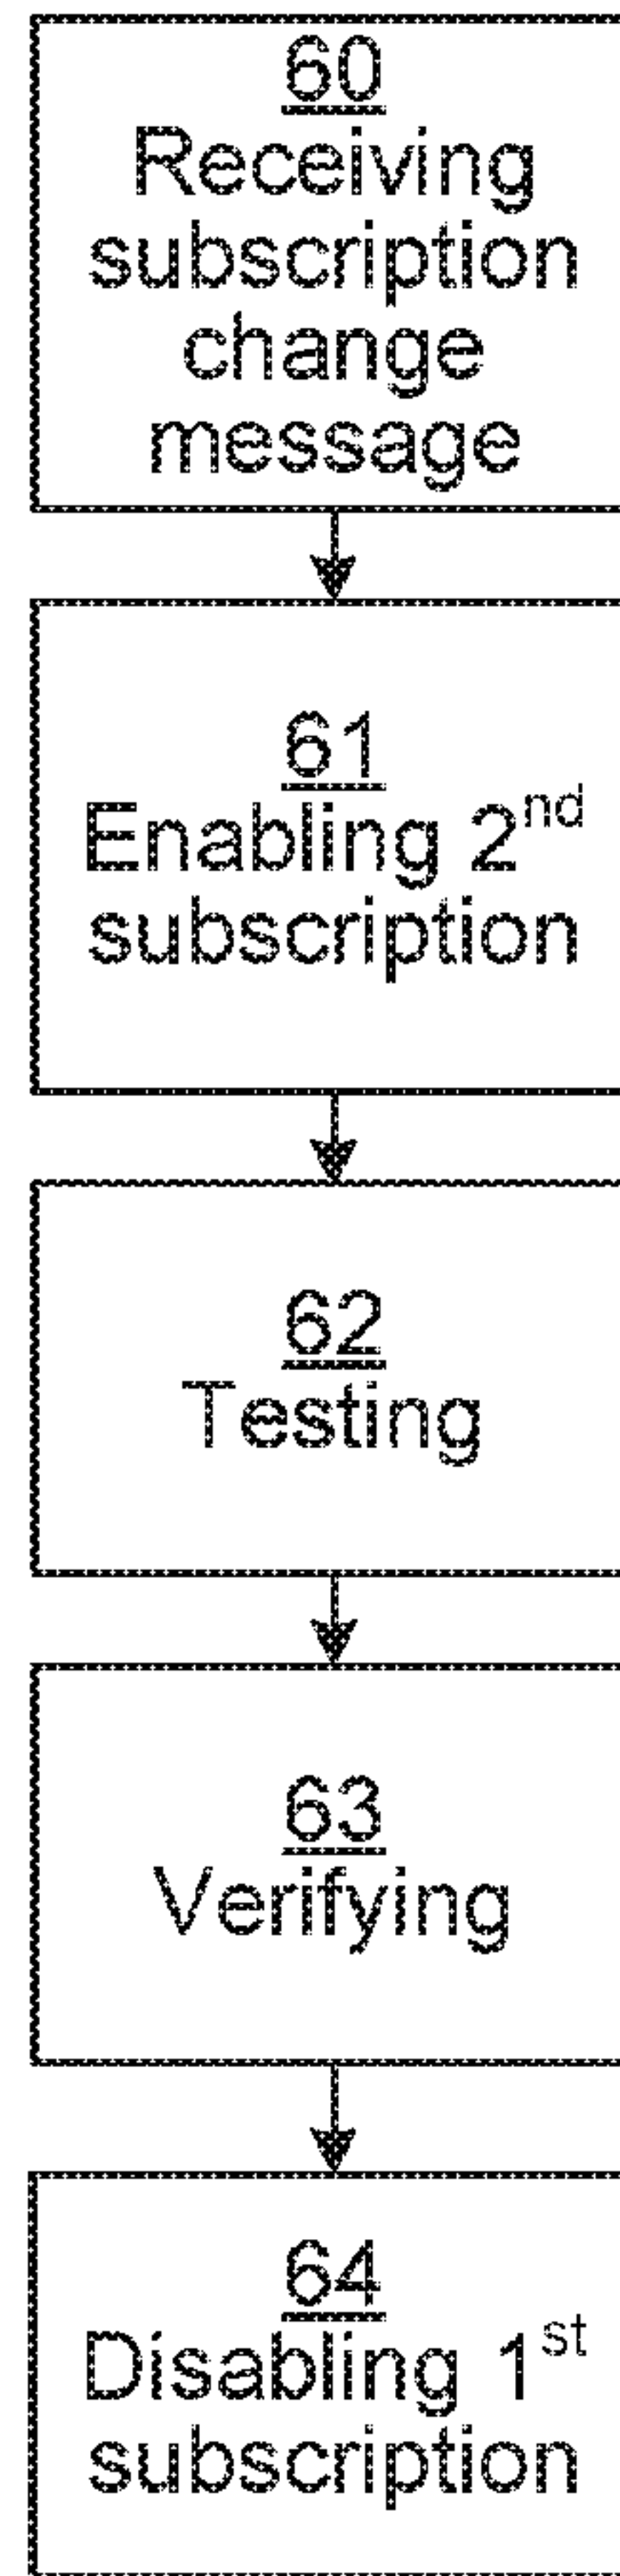 60
Receiving
subscription
change
message
61
Enabling 2nd
subscription
62
Testing
63
Verifying
64
Disabling 1st
subscription